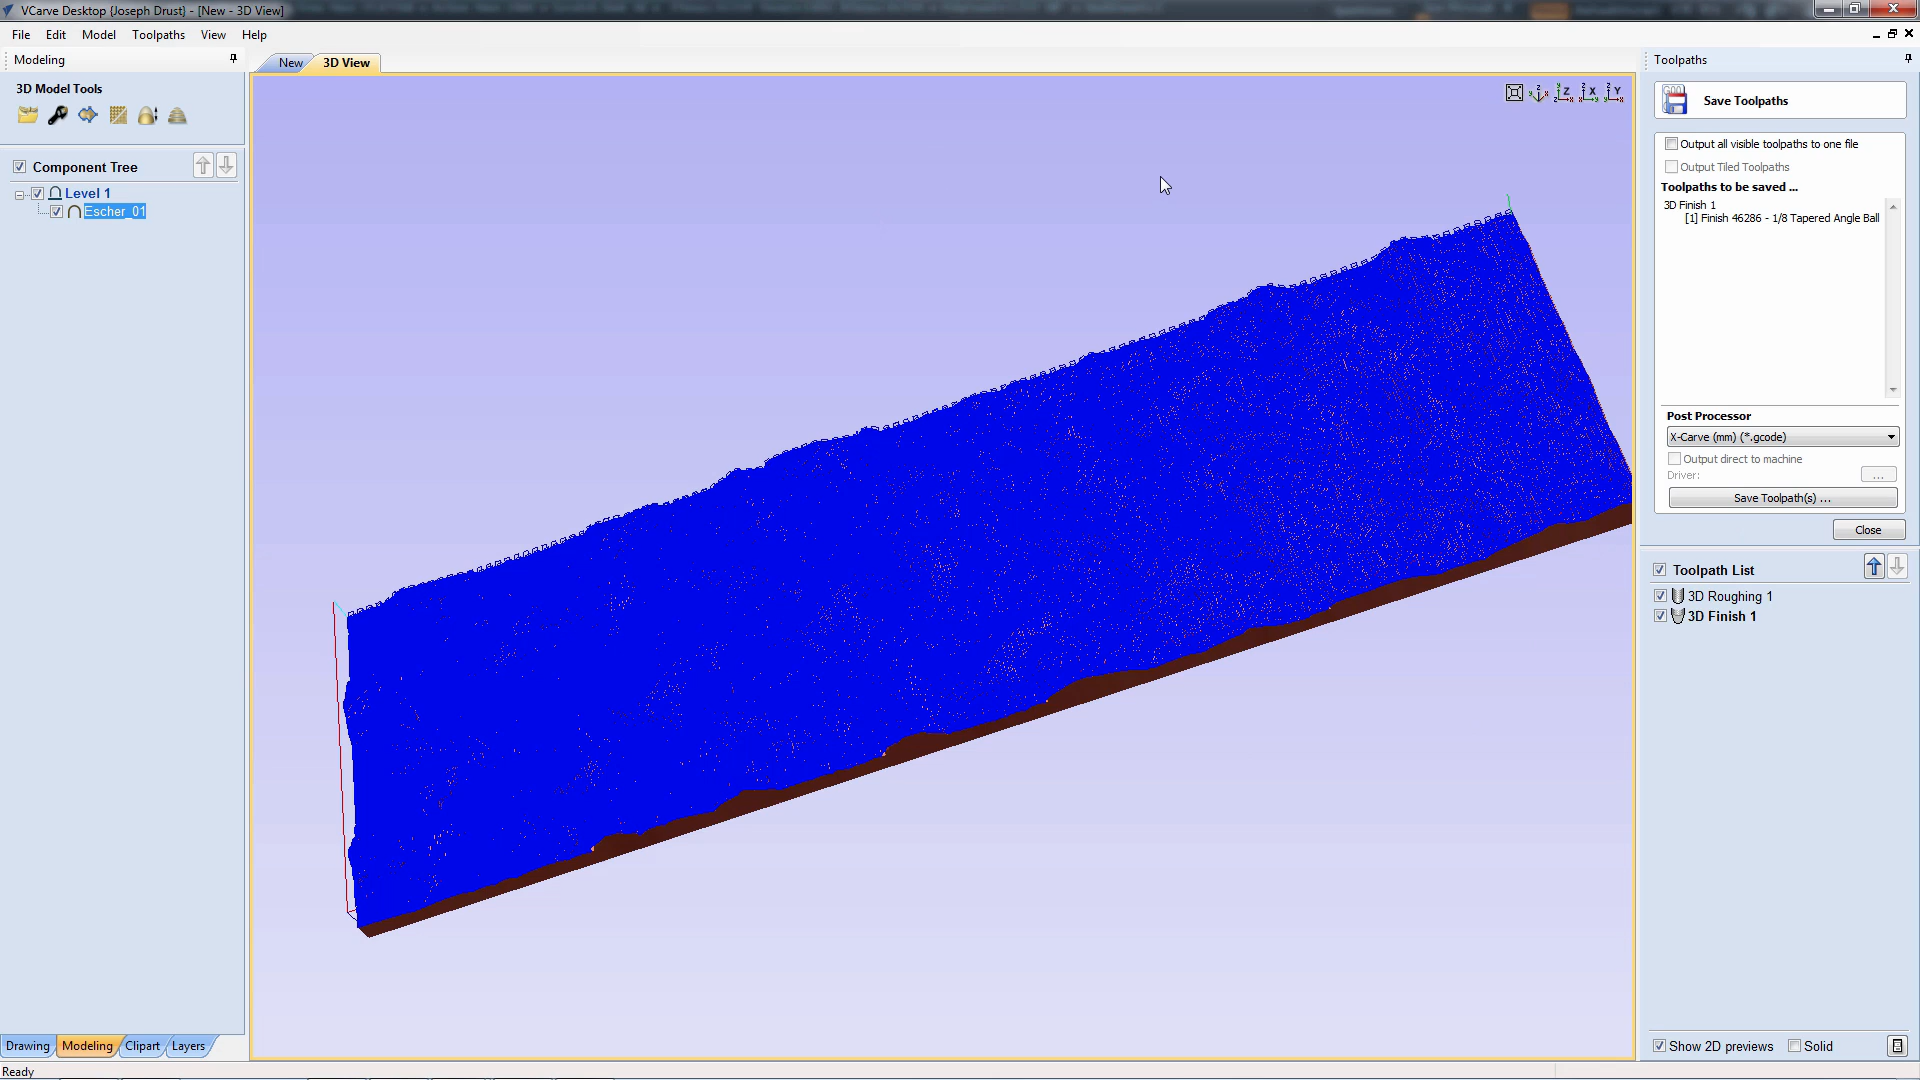 VCarve Desktop {Joseph Drust} - [New - 3D View]
File Edit Model Toolpaths View Help
Modeling
3D Model Tools
Component Tree
Level 1
Escher_01
New 3D View
Z X Y
Toolpaths
Save Toolpaths
Output all visible toolpaths to one file
Output Tiled Toolpaths
Toolpaths to be saved ...
3D Finish 1
[1] Finish 46286 - 1/8 Tapered Angle Ball
Post Processor
X-Carve (mm) (*.gcode)
Output direct to machine
Driver:
...
Save Toolpath(s) ...
Close
Toolpath List
3D Roughing 1
3D Finish 1
Show 2D previews Solid
Drawing Modeling Clipart Layers
Ready